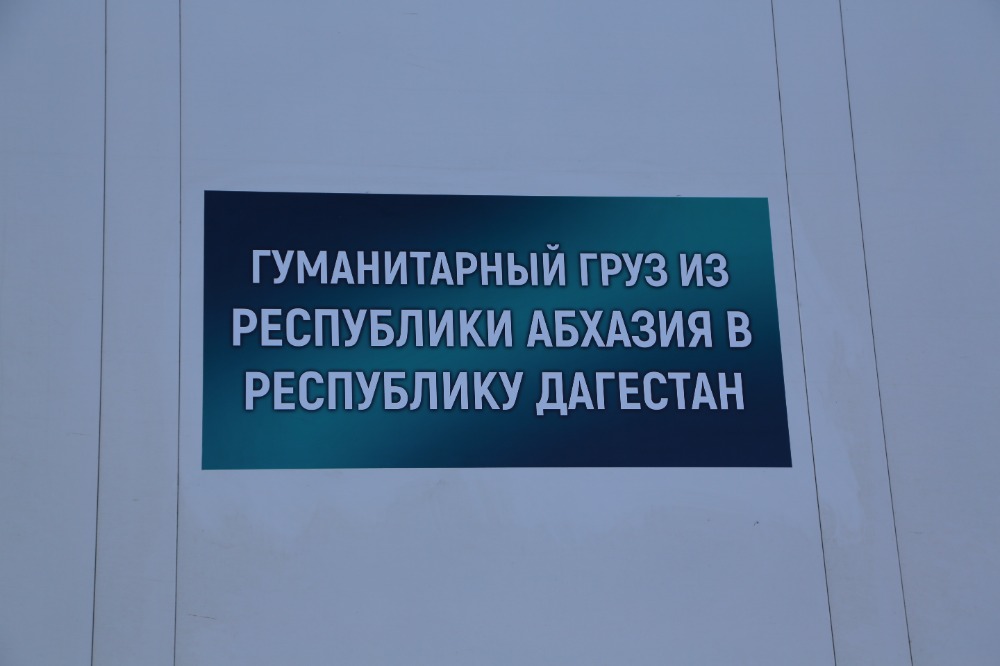 ГУМАНИТАРНЫЙ ГРУЗ ИЗ
РЕСПУБЛИКИ АБХАЗИЯ В
РЕСПУБЛИКУ ДАГЕСТАН